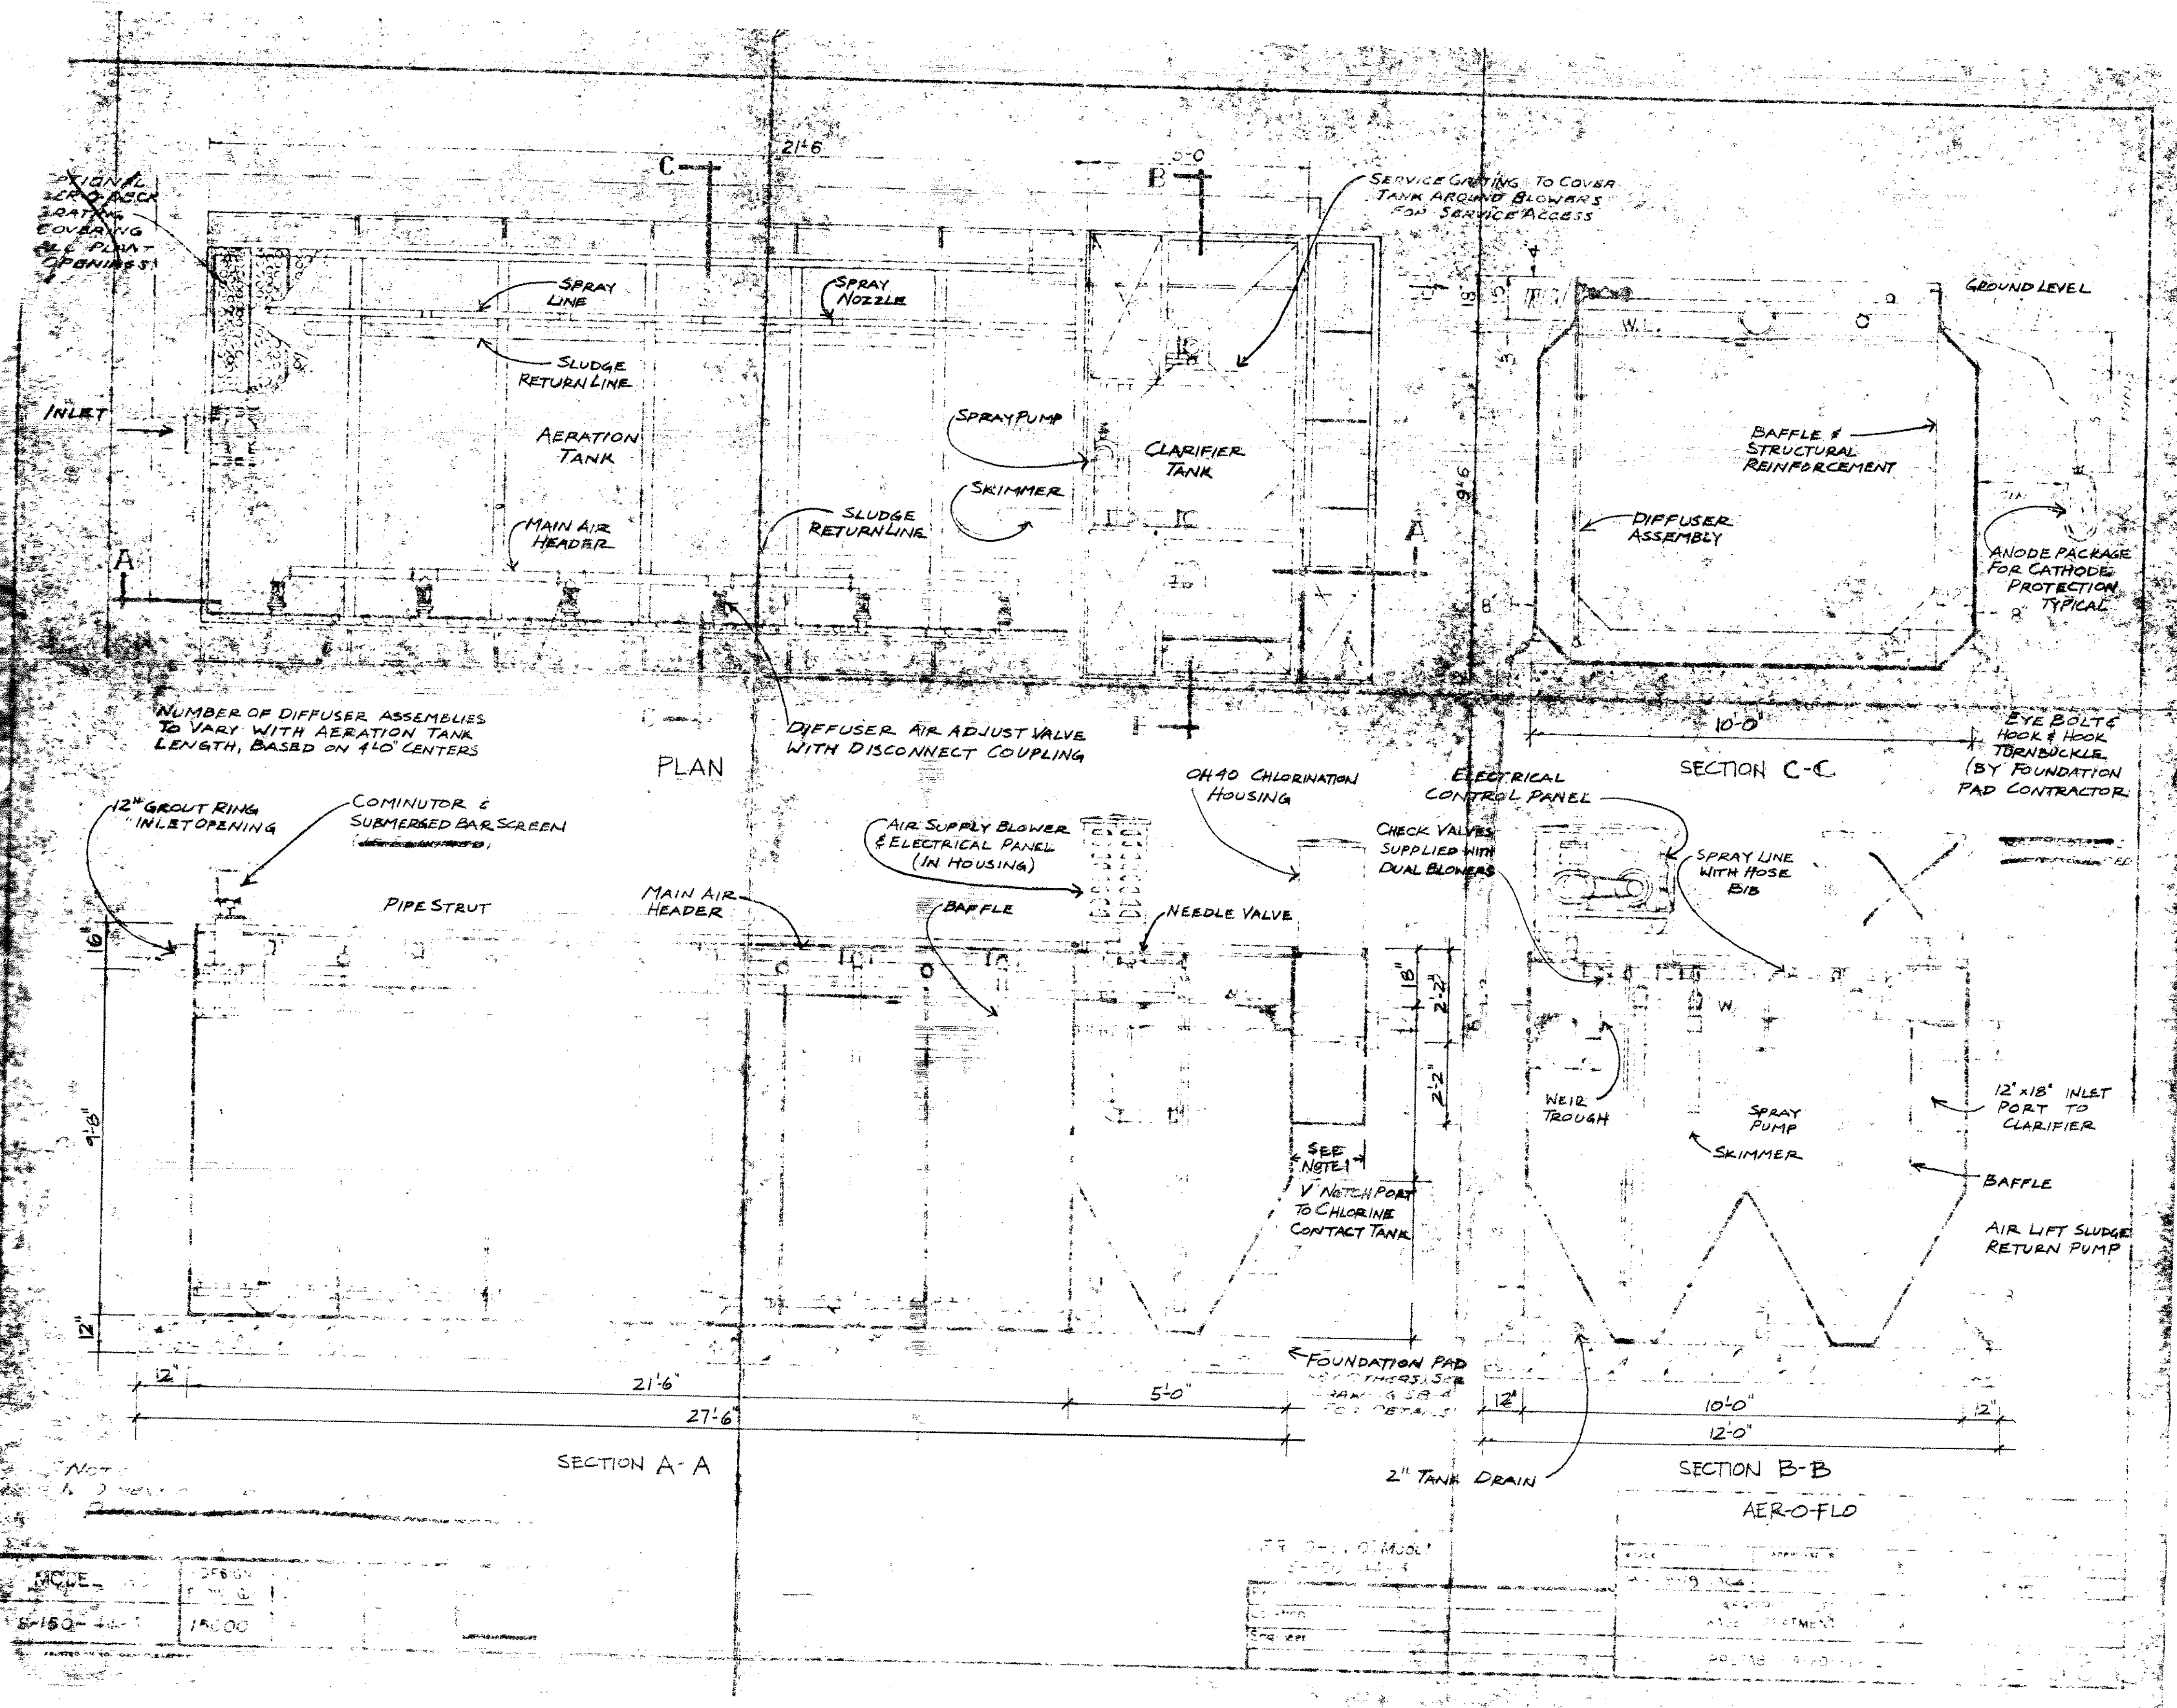 21'-6
C
B
5-0
SERVICE GRATING TO COVER
TANK AROUND BLOWERS
FOR SERVICE ACCESS
COVERING
PLANT
OPENINGS
SPRAY
LINE
SPRAY
NOZZLE
SLUDGE
RETURN LINE
INLET
AERATION
TANK
SPRAY PUMP
CLARIFIER
TANK
SKIMMER
SLUDGE
RETURN LINE
MAIN AIR
HEADER
A
A
NUMBER OF DIFFUSER ASSEMBLIES
TO VARY WITH AERATION TANK
LENGTH, BASED ON 4'-0" CENTERS
PLAN
DIFFUSER AIR ADJUST VALVE
WITH DISCONNECT COUPLING
GROUND LEVEL
W.L.
18
9'-6
BAFFLE &
STRUCTURAL
REINFORCEMENT
DIFFUSER
ASSEMBLY
ANODE PACKAGE
FOR CATHODE
PROTECTION
TYPICAL
8
8
10'-0"
SECTION C-C
EYE BOLT &
HOOK & HOOK
TURNBUCKLE
(BY FOUNDATION
PAD CONTRACTOR
12" GROUT RING
INLET OPENING
COMINUTOR &
SUBMERGED BAR SCREEN
PIPE STRUT
MAIN AIR
HEADER
AIR SUPPLY BLOWER
& ELECTRICAL PANEL
(IN HOUSING)
BAFFLE
NEEDLE VALVE
OH40 CHLORINATION
HOUSING
ELECTRICAL
CONTROL PANEL
CHECK VALVES
SUPPLIED WITH
DUAL BLOWERS
SPRAY LINE
WITH HOSE
BIB
16"
9'-8"
12"
18"
2'-2"
2'-2"
SEE
NOTE 1
V NOTCH PORT
TO CHLORINE
CONTACT TANK
W.
WEIR
TROUGH
SPRAY
PUMP
SKIMMER
12"x18" INLET
PORT TO
CLARIFIER
BAFFLE
AIR LIFT SLUDGE
RETURN PUMP
FOUNDATION PAD
12"
21'-6"
5'-0"
27'-6"
SECTION A-A
12"
10'-0"
12"
12'-0"
2" TANK DRAIN
SECTION B-B
AER-O-FLO
MODEL
S-150-
15000
Model
Engineer